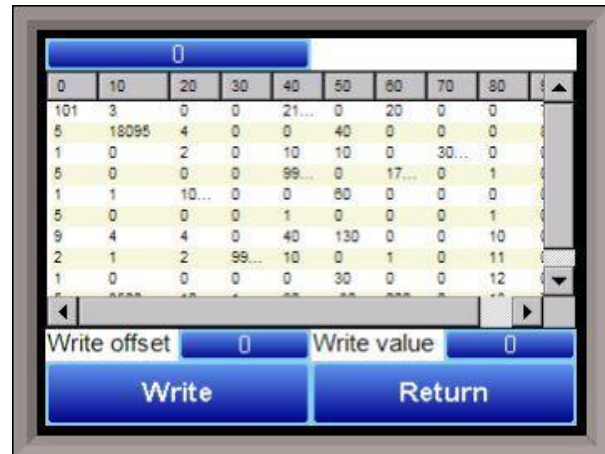 0
0 10 20 30 40 50 60 70 80
101 3 0 0 21... 0 20 0 0
5 18095 4 0 0 40 0 0 0
1 0 2 0 10 10 0 30... 0
5 0 0 0 99... 0 17... 0 1
1 1 10... 0 0 60 0 0 0
5 0 0 0 1 0 0 0 1
9 4 4 0 40 130 0 0 10
2 1 2 99... 10 0 1 0 11
1 0 0 0 0 30 0 0 12
Write offset 0 Write value 0
Write Return